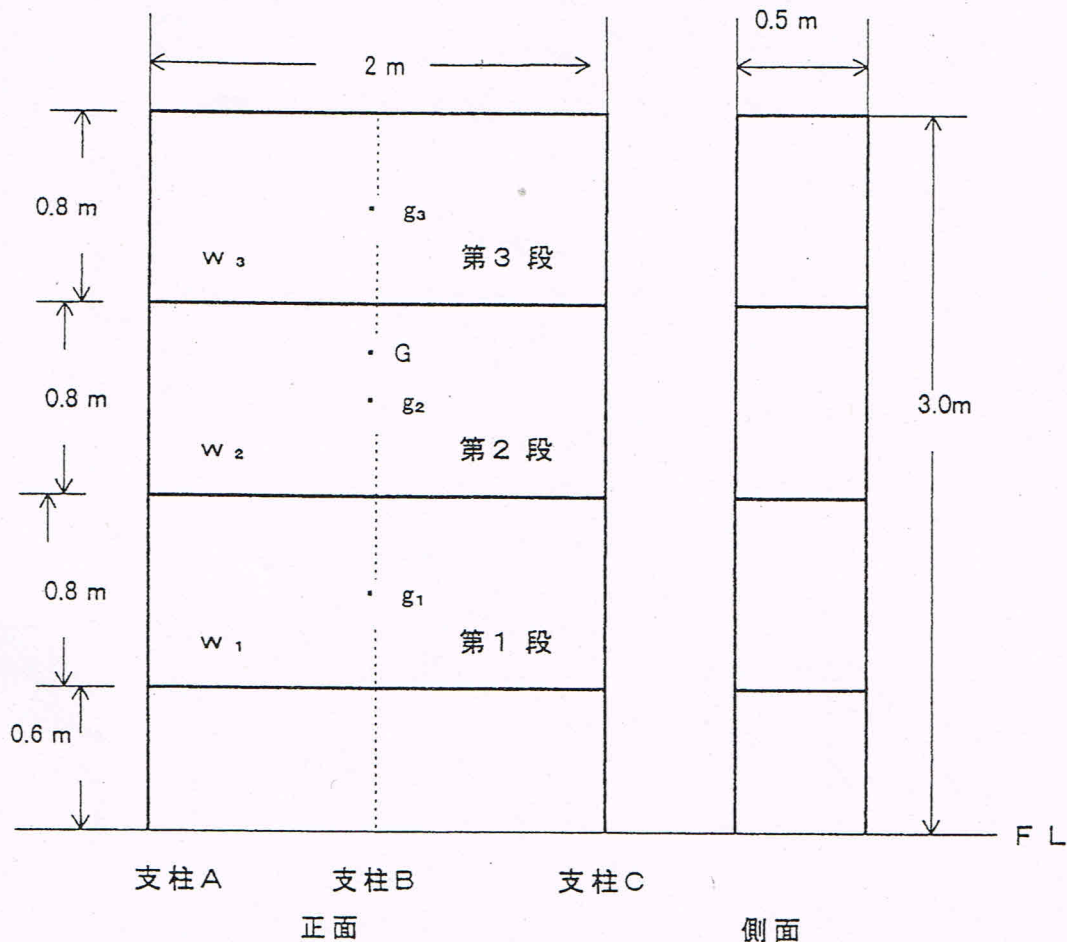 0.5 m
2 m
0.8 m
g₃
W ₃
第3 段
G
0.8 m
g₂
3.0m
W ₂
第2 段
0.8 m
g₁
W ₁
第1 段
0.6 m
F L
支柱A 支柱B 支柱C
正面 側面